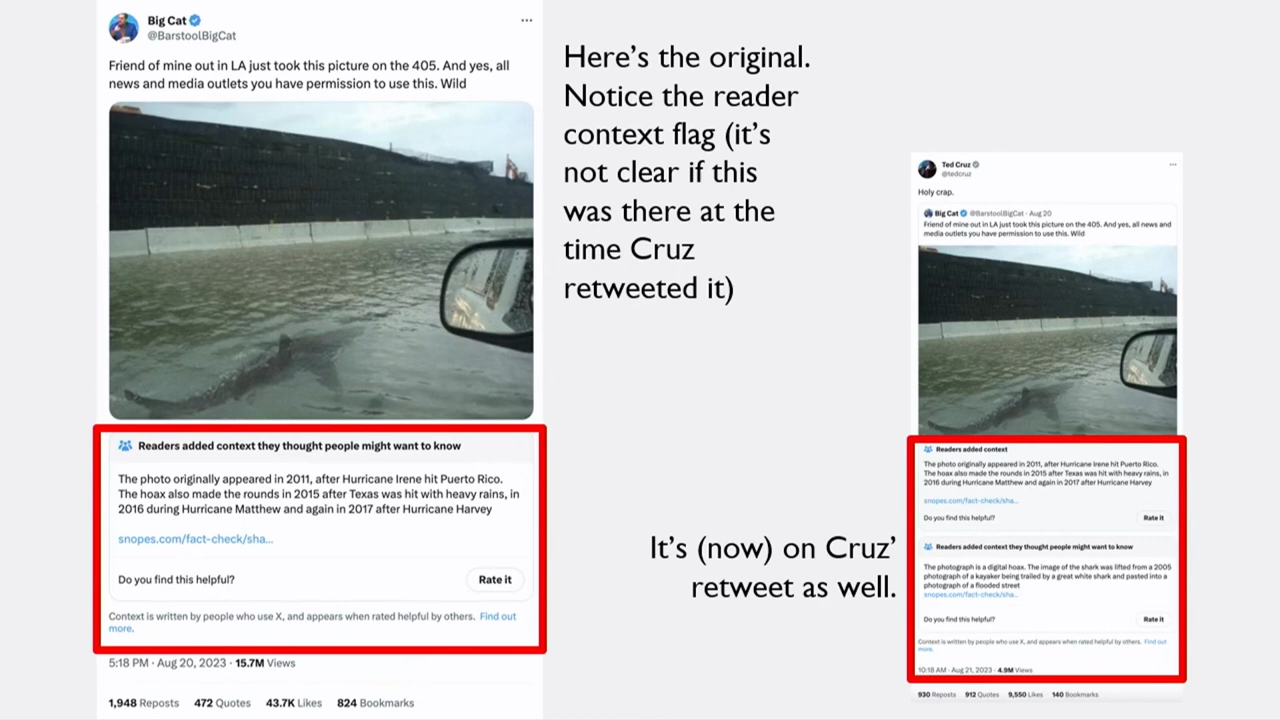 Big Cat
@BarstoolBigCat
Friend of mine out in LA just took this picture on the 405. And yes, all
news and media outlets you have permission to use this. Wild
Readers added context they thought people might want to know
The photo originally appeared in 2011, after Hurricane Irene hit Puerto Rico.
The hoax also made the rounds in 2015 after Texas was hit with heavy rains, in
2016 during Hurricane Matthew and again in 2017 after Hurricane Harvey
snopes.com/fact-check/sha...
Do you find this helpful?
Rate it
Context is written by people who use X, and appears when rated helpful by others. Find out
more.
5:18 PM · Aug 20, 2023 · 15.7M Views
1,948 Reposts 472 Quotes 43.7K Likes 824 Bookmarks
Here’s the original.
Notice the reader
context flag (it’s
not clear if this
was there at the
time Cruz
retweeted it)
It’s (now) on Cruz’
retweet as well.
Ted Cruz
@tedcruz
Holy crap.
Big Cat @BarstoolBigCat · Aug 20
Friend of mine out in LA just took this picture on the 405. And yes, all news and
media outlets you have permission to use this. Wild
Readers added context
The photo originally appeared in 2011, after Hurricane Irene hit Puerto Rico.
The hoax also made the rounds in 2015 after Texas was hit with heavy rains, in
2016 during Hurricane Matthew and again in 2017 after Hurricane Harvey
snopes.com/fact-check/sha...
Do you find this helpful?
Rate it
Readers added context they thought people might want to know
The photograph is a digital hoax. The image of the shark was lifted from a 2005
photograph of a kayaker being trailed by a great white shark and pasted into a
photograph of a flooded street
snopes.com/fact-check/sha...
Do you find this helpful?
Rate it
Context is written by people who use X, and appears when rated helpful by others. Find out
more.
10:18 AM · Aug 21, 2023 · 4.9M Views
930 Reposts 912 Quotes 9,550 Likes 140 Bookmarks